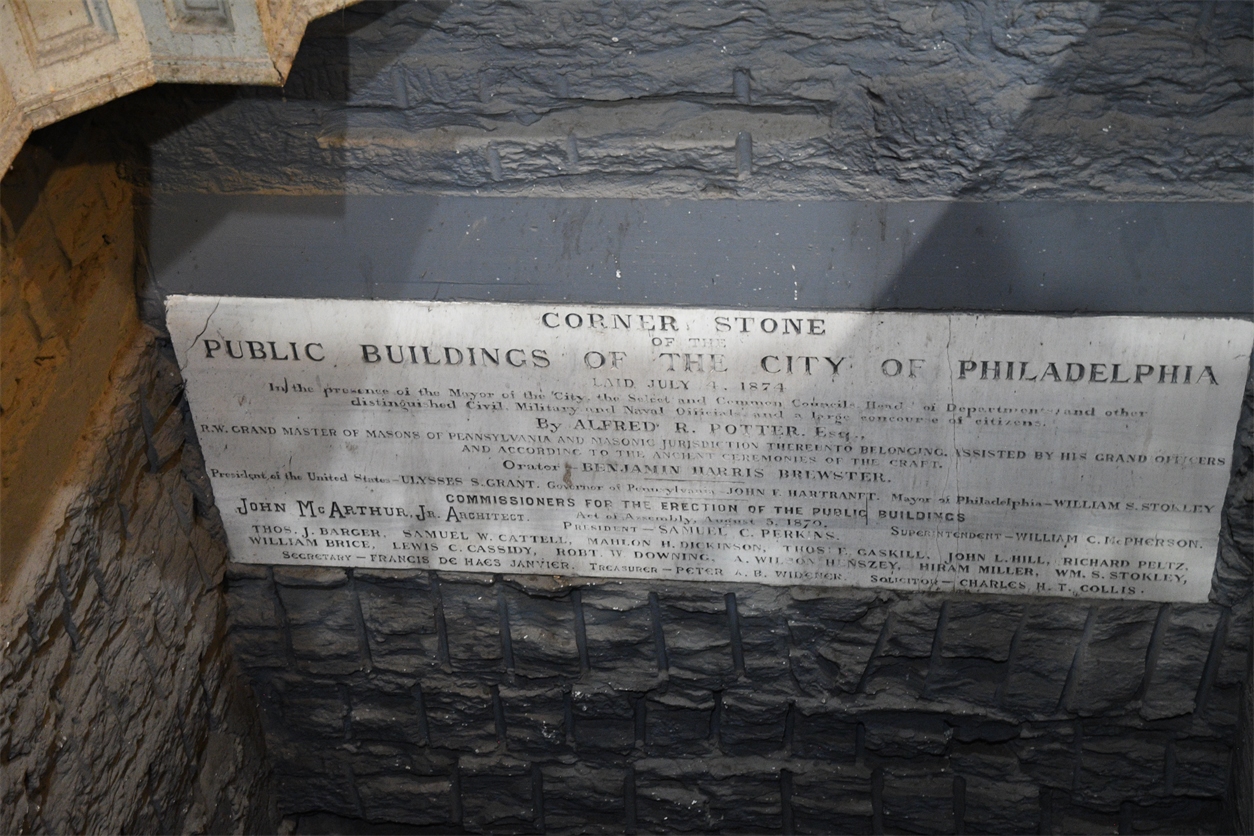 CORNER STONE
OF THE
PUBLIC BUILDINGS OF THE CITY OF PHILADELPHIA
LAID JULY 4, 1874
In the presence of the Mayor of the City, the Select and Common Councils, Heads of Departments, and other
distinguished Civil, Military and Naval Officials and a large concourse of citizens.
By ALFRED R. POTTER, Esq.,
R.W. GRAND MASTER OF MASONS OF PENNSYLVANIA AND MASONIC JURISDICTION THEREUNTO BELONGING, ASSISTED BY HIS GRAND OFFICERS
AND ACCORDING TO THE ANCIENT CEREMONIES OF THE CRAFT.
Orator - BENJAMIN HARRIS BREWSTER.
President of the United States - ULYSSES S. GRANT. Governor of Pennsylvania - JOHN F. HARTRANFT. Mayor of Philadelphia - WILLIAM S. STOKLEY
COMMISSIONERS FOR THE ERECTION OF THE PUBLIC BUILDINGS
JOHN McARTHUR, JR. ARCHITECT. Act of Assembly, August 5, 1870.
PRESIDENT - SAMUEL C. PERKINS. SUPERINTENDENT - WILLIAM C. McPHERSON.
THOS. J. BARGER, SAMUEL W. CATTELL, MAHLON H. DICKINSON, THOS. E. GASKILL, JOHN L. HILL, RICHARD PELTZ,
WILLIAM BRICE, LEWIS C. CASSIDY, ROBT. W. DOWNING, A. WILSON HENSZEY, HIRAM MILLER, WM. S. STOKLEY,
SECRETARY - FRANCIS DE HAES JANVIER. TREASURER - PETER A. B. WIDENER. SOLICITOR - CHARLES H. T. COLLIS.